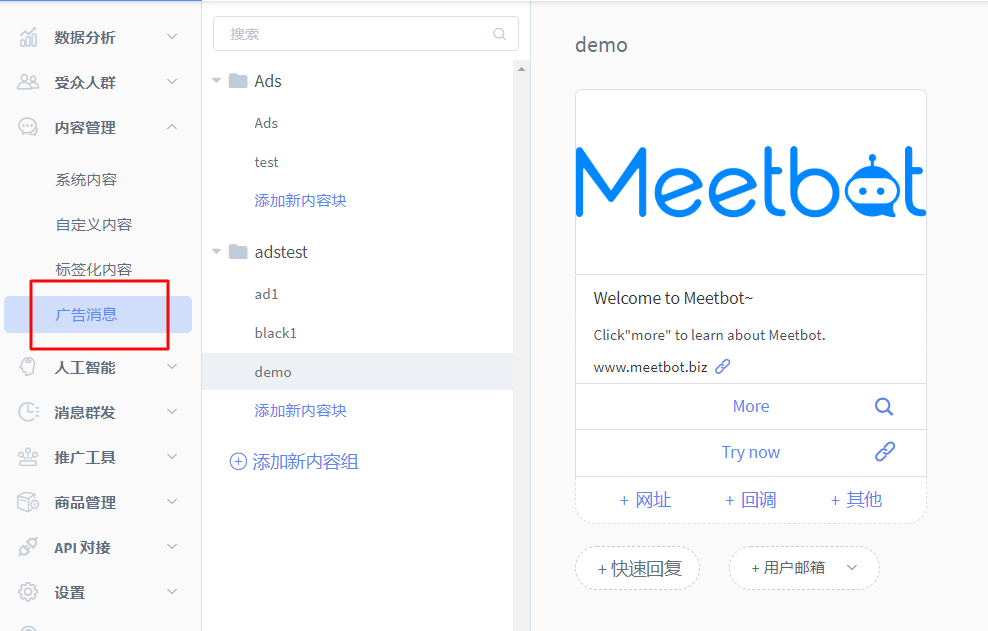 数据分析
受众人群
内容管理
系统内容
自定义内容
标签化内容
广告消息
人工智能
消息群发
推广工具
商品管理
API 对接
设置
搜索
Ads
Ads
test
添加新内容块
adstest
ad1
black1
demo
添加新内容块
添加新内容组
demo
Meetbot
Welcome to Meetbot~
Click"more" to learn about Meetbot.
www.meetbot.biz
More
Try now
+ 网址 + 回调 + 其他
+ 快速回复 + 用户邮箱